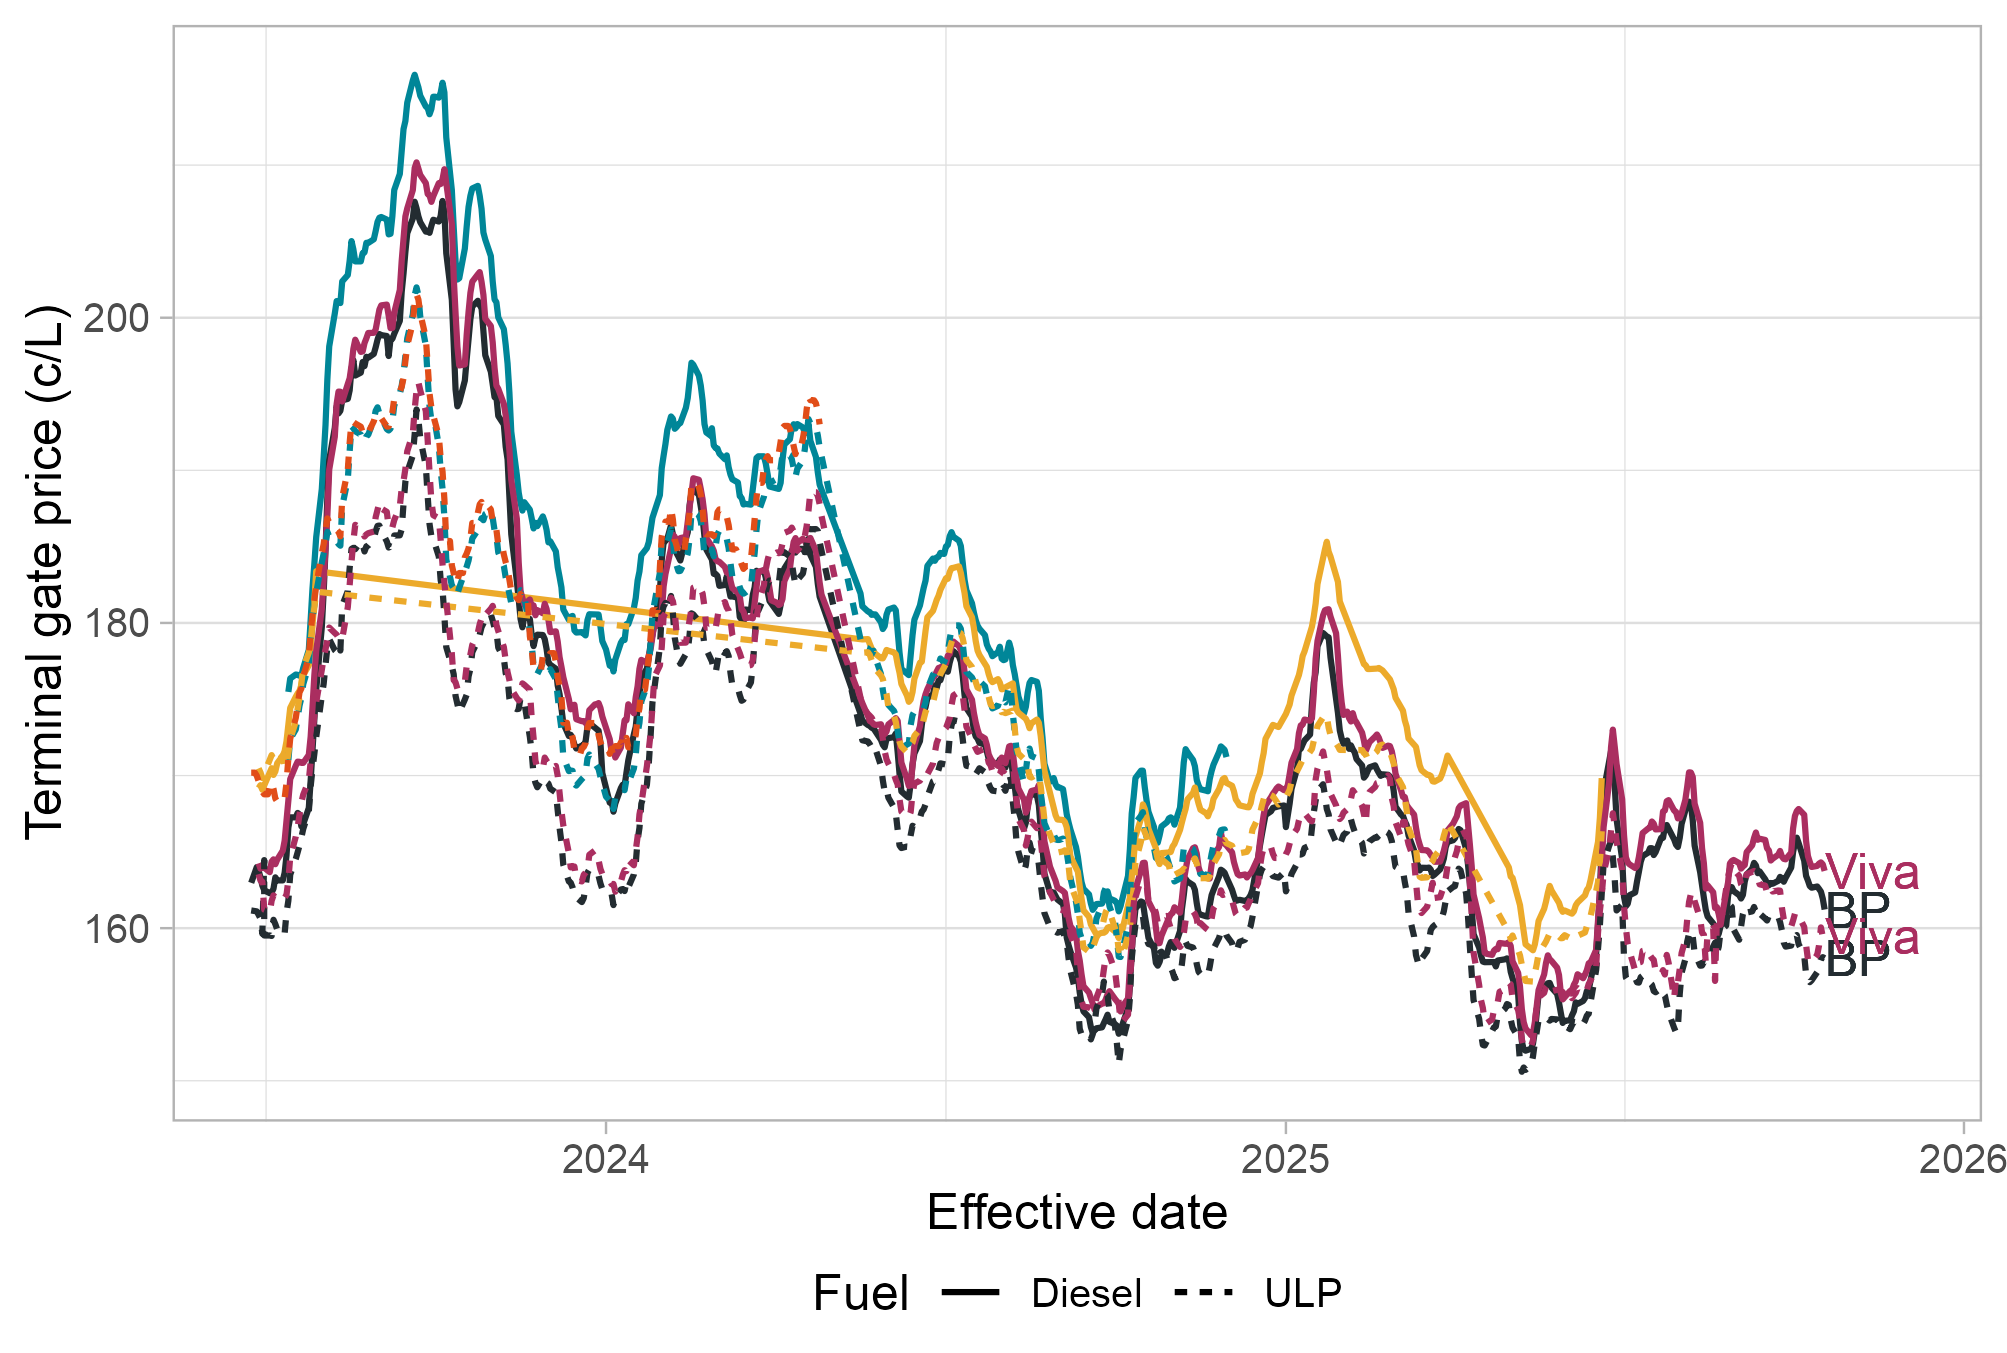 Terminal gate price (c/L)
200
180
160
Viva
BP
Viva
BP
2024
2025
2026
Effective date
Fuel
Diesel
ULP